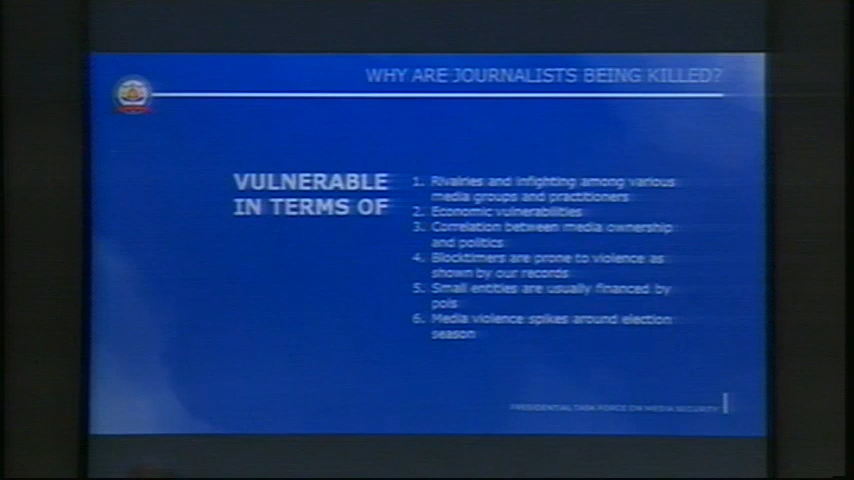 WHY ARE JOURNALISTS BEING KILLED?
VULNERABLE
IN TERMS OF
1. Rivalries and infighting among various
media groups and practitioners
2. Economic vulnerabilities
3. Correlation between media ownership
and politics
4. Blocktimers are prone to violence as
shown by our records
5. Small entities are usually financed by
pols
6. Media violence spikes around election
season
PRESIDENTIAL TASK FORCE ON MEDIA SECURITY